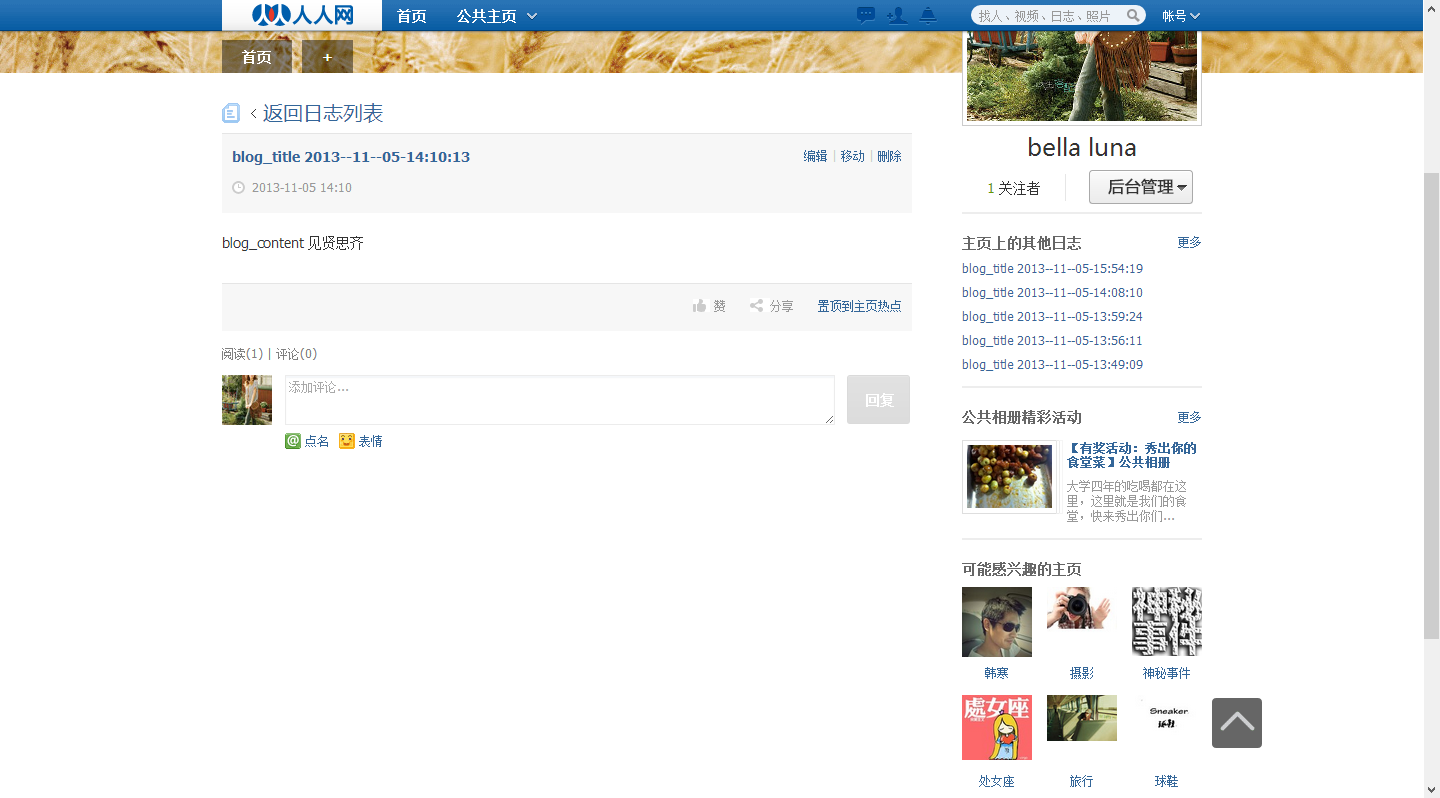 人人网 首页 公共主页 找人、视频、日志、照片 帐号
首页 +
< 返回日志列表
blog_title 2013--11--05-14:10:13 编辑 | 移动 | 删除
2013-11-05 14:10
blog_content 见贤思齐
赞 分享 置顶到主页热点
阅读(1) | 评论(0)
添加评论...
回复
@ 点名 表情
bella luna
1 关注者 后台管理
主页上的其他日志 更多
blog_title 2013--11--05-15:54:19
blog_title 2013--11--05-14:08:10
blog_title 2013--11--05-13:59:24
blog_title 2013--11--05-13:56:11
blog_title 2013--11--05-13:49:09
公共相册精彩活动 更多
【有奖活动：秀出你的
食堂菜】公共相册
大学四年的吃喝都在这
里，这里就是我们的食
堂，快来秀出你们...
可能感兴趣的主页
神秘
事件
韩寒 摄影 神秘事件
處女座
Sneaker
球鞋
处女座 旅行 球鞋